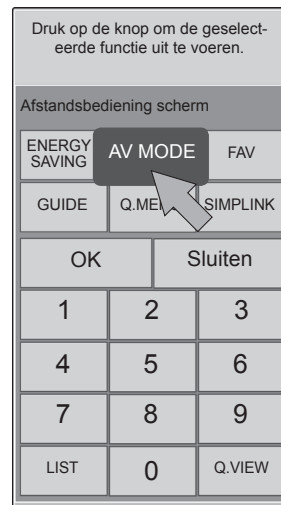 Druk op de knop om de geselect-
eerde functie uit te voeren.
Afstandsbediening scherm
ENERGY
SAVING
AV MODE
FAV
GUIDE
SIMPLINK
OK
Sluiten
1 2 3
4 5 6
7 8 9
LIST 0 Q.VIEW